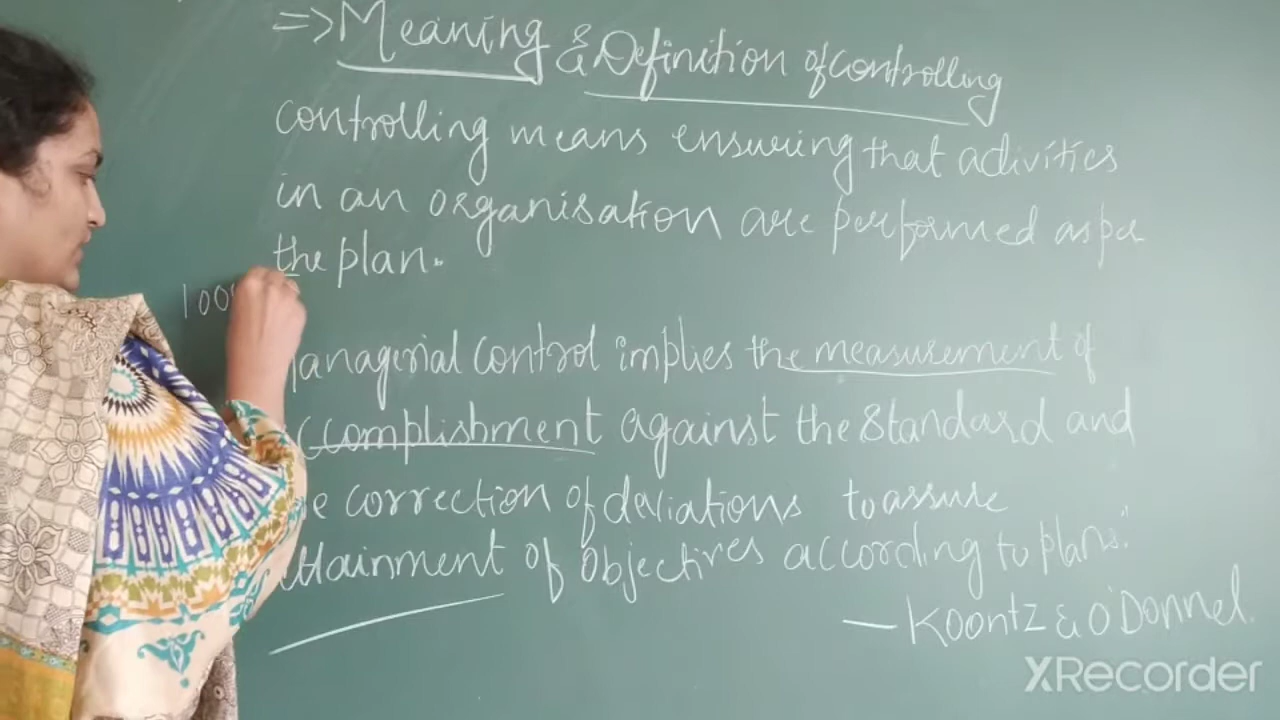 => Meaning & Definition of controlling
controlling means ensuring that activities
in an organisation are performed as per
the plan.
100
anagerial control implies the measurement of
ccomplishment against the standard and
e correction of deviations to assure
ttainment of objectives according to plans."
— Koontz & O'Donnel.
XRecorder